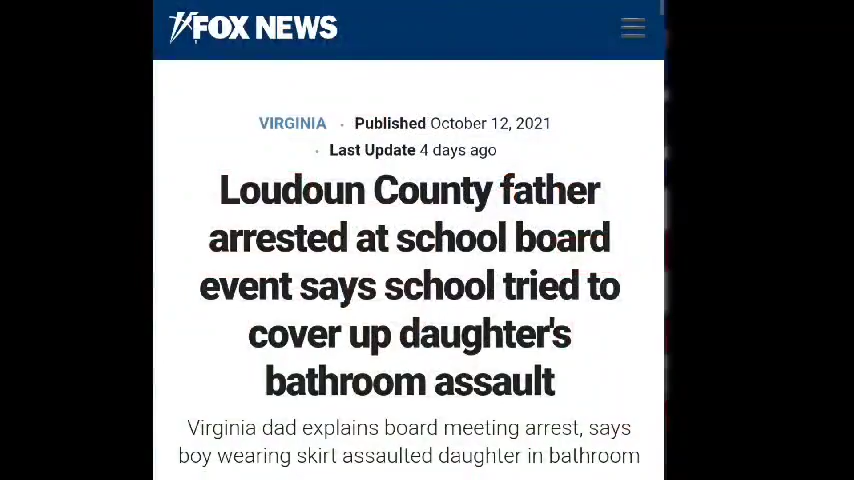 FOX NEWS
VIRGINIA · Published October 12, 2021
· Last Update 4 days ago
Loudoun County father
arrested at school board
event says school tried to
cover up daughter's
bathroom assault
Virginia dad explains board meeting arrest, says
boy wearing skirt assaulted daughter in bathroom